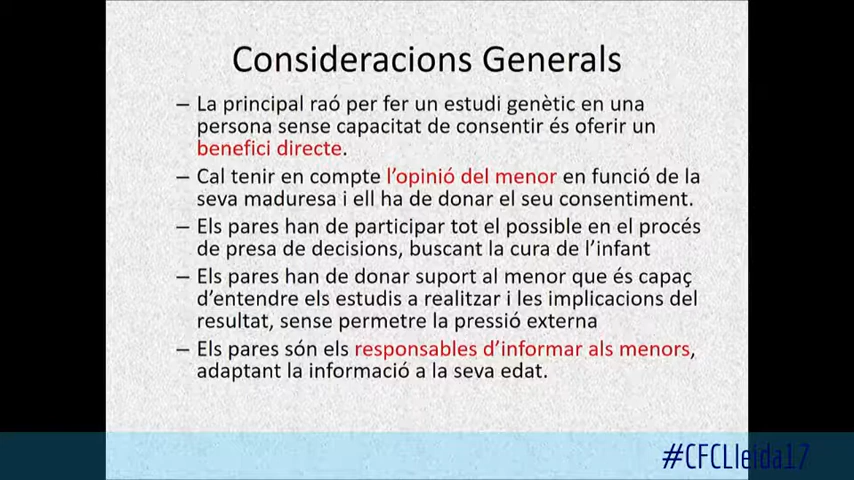 Consideracions Generals
– La principal raó per fer un estudi genètic en una
persona sense capacitat de consentir és oferir un
benefici directe.
– Cal tenir en compte l’opinió del menor en funció de la
seva maduresa i ell ha de donar el seu consentiment.
– Els pares han de participar tot el possible en el procés
de presa de decisions, buscant la cura de l’infant
– Els pares han de donar suport al menor que és capaç
d’entendre els estudis a realitzar i les implicacions del
resultat, sense permetre la pressió externa
– Els pares són els responsables d’informar als menors,
adaptant la informació a la seva edat.
#CFCLleida17